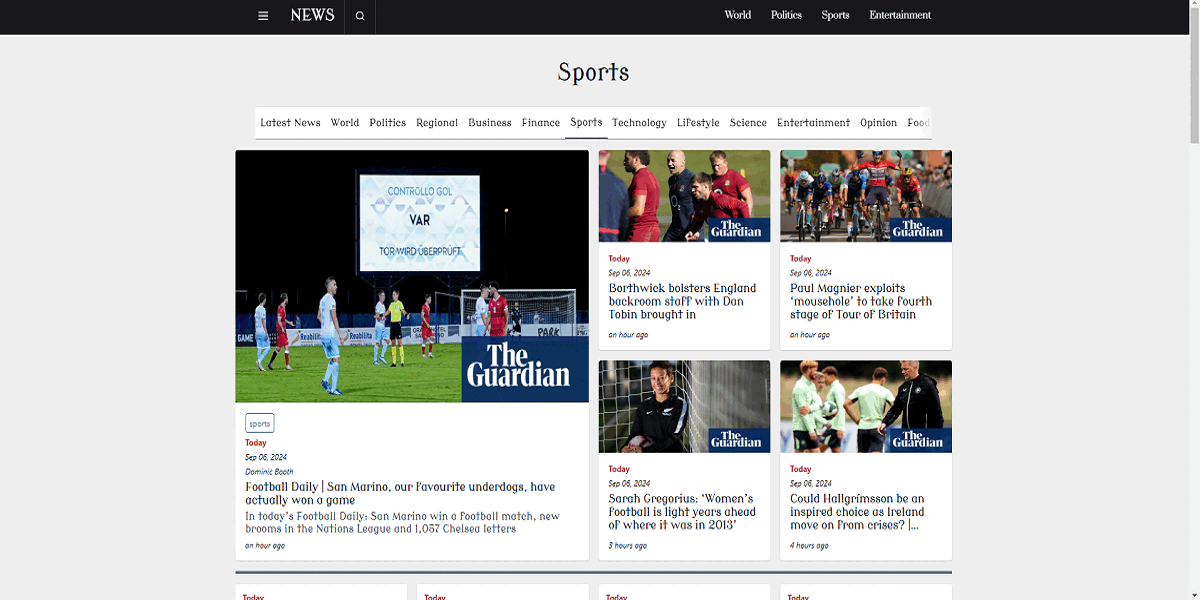 NEWS
World Politics Sports Entertainment
Sports
Latest News World Politics Regional Business Finance Sports Technology Lifestyle Science Entertainment Opinion Food
CONTROLLO GOL
VAR
TOR WIRD ÜBERPRÜFT
GAME
Reabilita Reabilita
PARK
The
Guardian
sports
Today
Sep 06, 2024
Dominic Booth
Football Daily | San Marino, our favourite underdogs, have
actually won a game
In today's Football Daily: San Marino win a football match, new
brooms in the Nations League and 1,057 Chelsea letters
an hour ago
The
Guardian
Today
Sep 06, 2024
Borthwick bolsters England
backroom staff with Dan
Tobin brought in
an hour ago
The
Guardian
Today
Sep 06, 2024
Paul Magnier exploits
‘mousehole’ to take fourth
stage of Tour of Britain
an hour ago
The
Guardian
Today
Sep 06, 2024
Sarah Gregorius: ‘Women’s
football is light years ahead
of where it was in 2013’
3 hours ago
The
Guardian
Today
Sep 06, 2024
Could Hallgrímsson be an
inspired choice as Ireland
move on from crises? |...
4 hours ago
Today Today Today Today